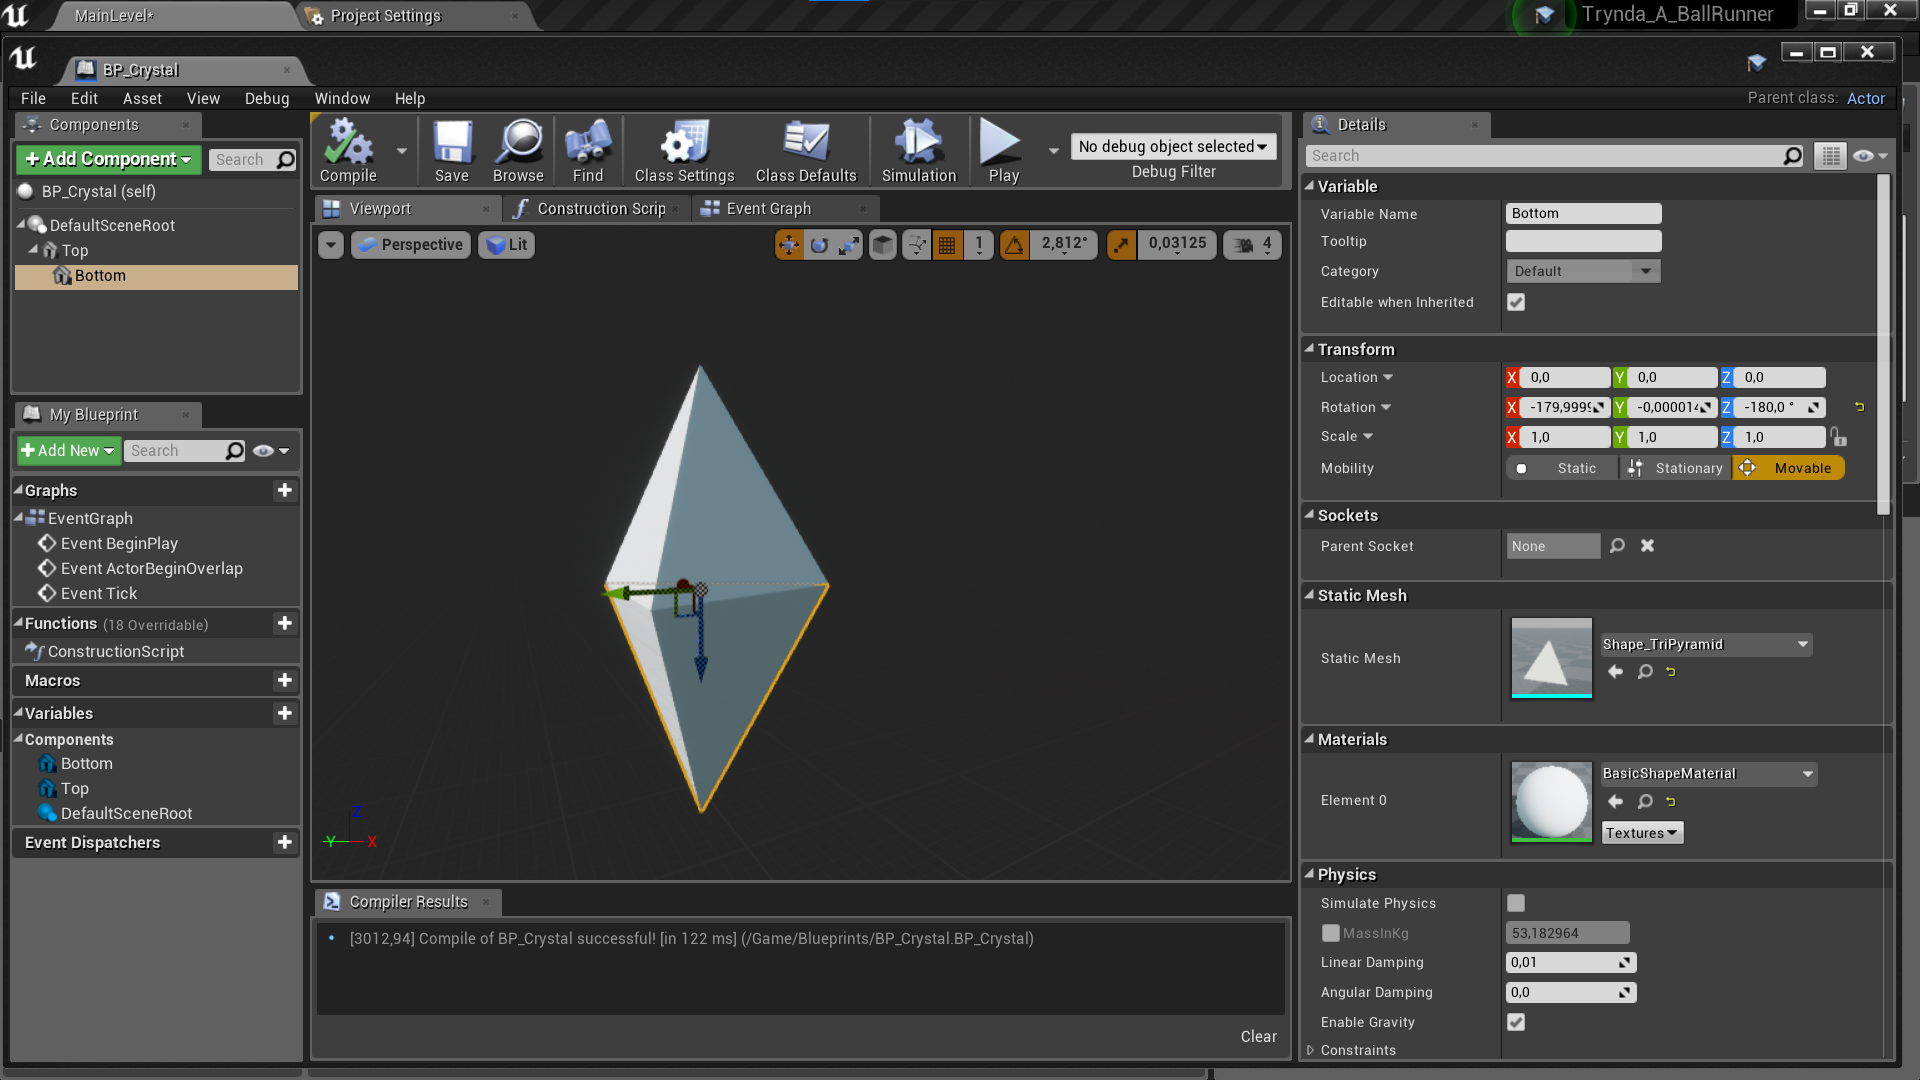 MainLevel*
Project Settings
Trynda_A_BallRunner
BP_Crystal
File Edit Asset View Debug Window Help
Parent class: Actor
Components
Add Component
Search
BP_Crystal (self)
DefaultSceneRoot
Top
Bottom
My Blueprint
Add New
Search
Graphs
EventGraph
Event BeginPlay
Event ActorBeginOverlap
Event Tick
Functions (18 Overridable)
ConstructionScript
Macros
Variables
Components
Bottom
Top
DefaultSceneRoot
Event Dispatchers
Compile
Save
Browse
Find
Class Settings
Class Defaults
Simulation
Play
No debug object selected
Debug Filter
Viewport
Construction Scrip
Event Graph
Perspective
Lit
1
2,812°
0,03125
4
Z
Y
X
Compiler Results
[3012,94] Compile of BP_Crystal successful! [in 122 ms] (/Game/Blueprints/BP_Crystal.BP_Crystal)
Clear
Details
Search
Variable
Variable Name Bottom
Tooltip
Category Default
Editable when Inherited
Transform
Location X 0,0 Y 0,0 Z 0,0
Rotation X -179,999 Y -0,00001 Z -180,0 °
Scale X 1,0 Y 1,0 Z 1,0
Mobility Static Stationary Movable
Sockets
Parent Socket None
Static Mesh
Static Mesh Shape_TriPyramid
Materials
Element 0 BasicShapeMaterial
Textures
Physics
Simulate Physics
MassInKg 53,182964
Linear Damping 0,01
Angular Damping 0,0
Enable Gravity
Constraints